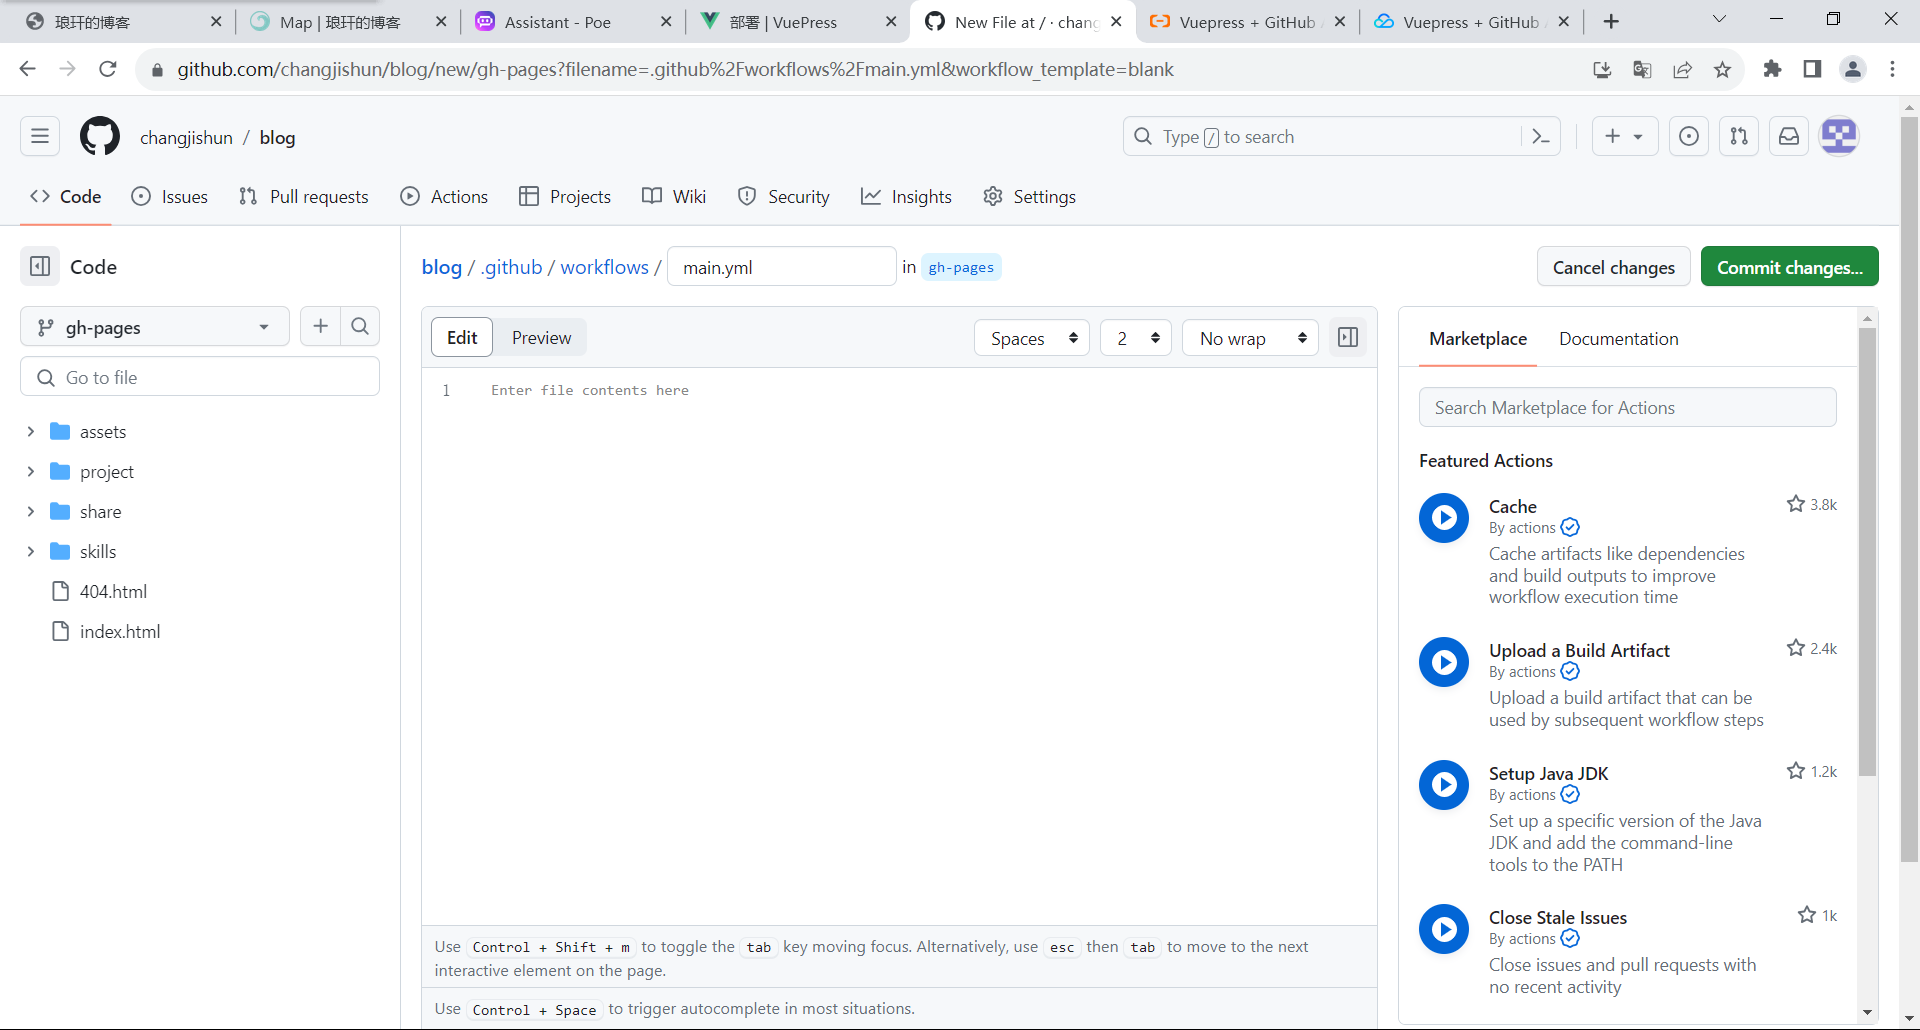 琅玕的博客
Map | 琅玕的博客
Assistant - Poe
部署 | VuePress
New File at / · chang
Vuepress + GitHub A
Vuepress + GitHub A
github.com/changjishun/blog/new/gh-pages?filename=.github%2Fworkflows%2Fmain.yml&workflow_template=blank
changjishun / blog
Type / to search
Code
Issues
Pull requests
Actions
Projects
Wiki
Security
Insights
Settings
Code
blog / .github / workflows / main.yml in gh-pages
Cancel changes
Commit changes...
gh-pages
Go to file
assets
project
share
skills
404.html
index.html
Edit
Preview
Spaces
2
No wrap
1
Enter file contents here
Use Control + Shift + m to toggle the tab key moving focus. Alternatively, use esc then tab to move to the next
interactive element on the page.
Use Control + Space to trigger autocomplete in most situations.
Marketplace
Documentation
Search Marketplace for Actions
Featured Actions
Cache
3.8k
By actions
Cache artifacts like dependencies
and build outputs to improve
workflow execution time
Upload a Build Artifact
2.4k
By actions
Upload a build artifact that can be
used by subsequent workflow steps
Setup Java JDK
1.2k
By actions
Set up a specific version of the Java
JDK and add the command-line
tools to the PATH
Close Stale Issues
1k
By actions
Close issues and pull requests with
no recent activity